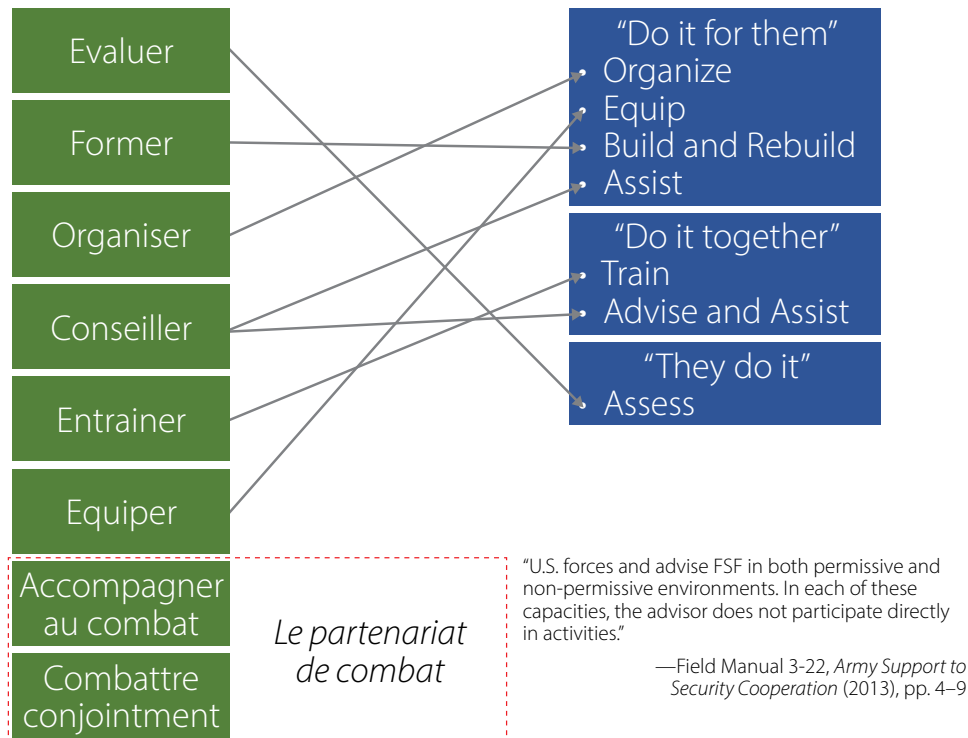 Evaluer
Former
Organiser
Conseiller
Entrainer
Equiper
Accompagner
au combat
Combattre
conjointment
Le partenariat
de combat
“Do it for them”
• Organize
• Equip
• Build and Rebuild
• Assist
“Do it together”
• Train
• Advise and Assist
“They do it”
• Assess
“U.S. forces and advise FSF in both permissive and
non-permissive environments. In each of these
capacities, the advisor does not participate directly
in activities.”
—Field Manual 3-22, Army Support to
Security Cooperation (2013), pp. 4–9